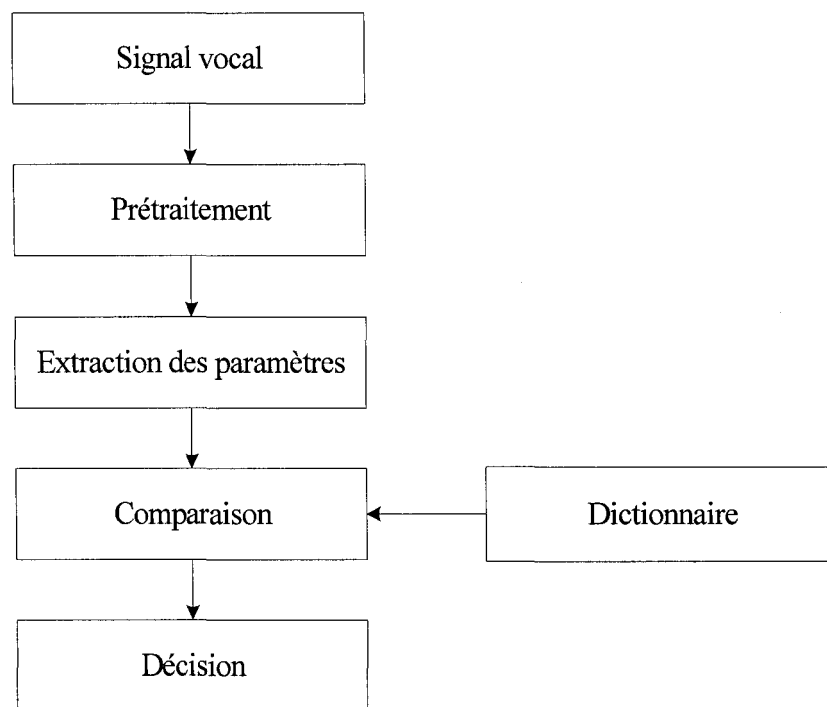 Signal vocal
Prétraitement
Extraction des paramètres
Comparaison
Dictionnaire
Décision